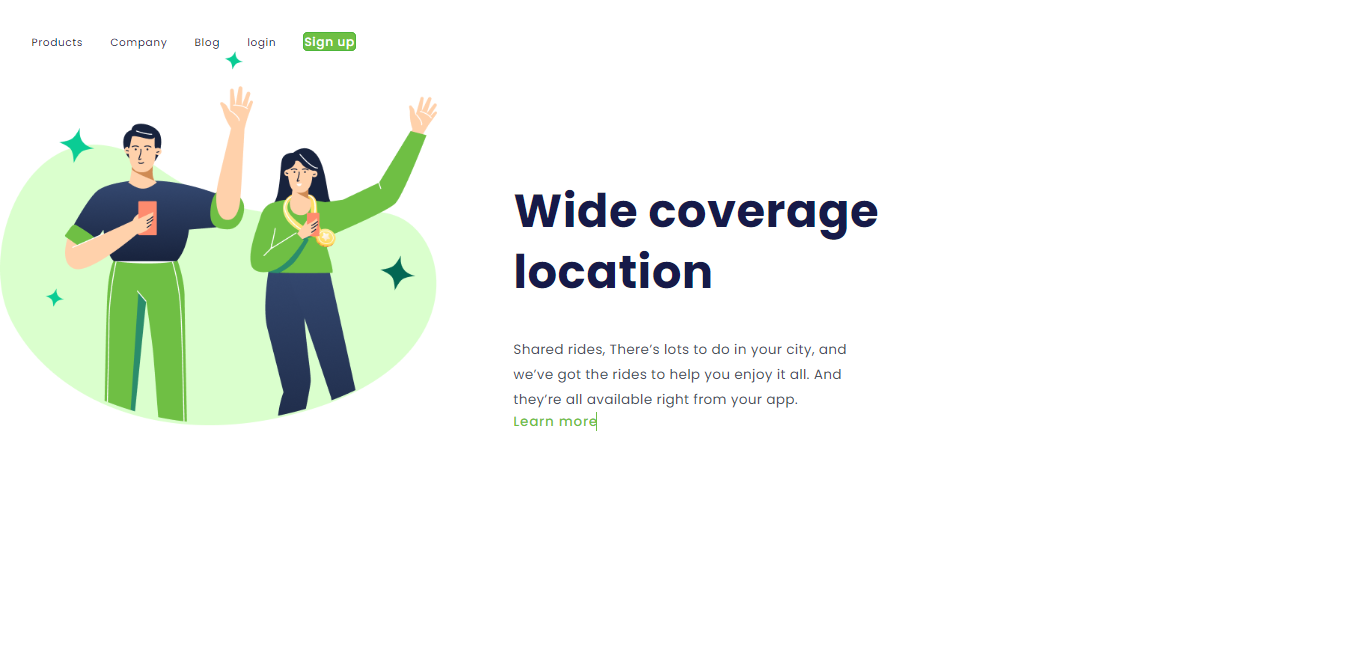 Products Company Blog login Sign up
Wide coverage
location
Shared rides, There’s lots to do in your city, and
we’ve got the rides to help you enjoy it all. And
they’re all available right from your app.
Learn more